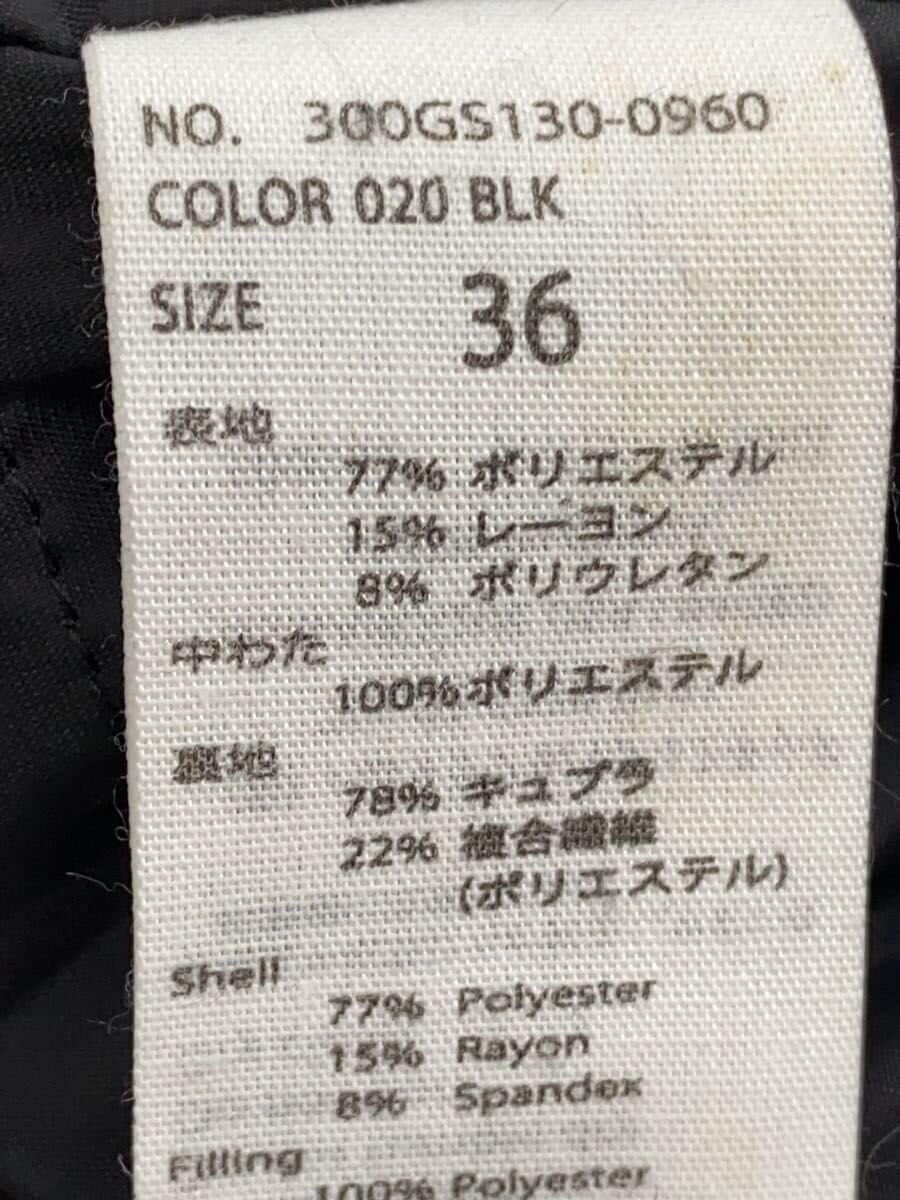 NO. 300GS130-0960
COLOR 020 BLK
SIZE 36
表地
77% ポリエステル
15% レーヨン
8% ポリウレタン
中わた
100%ポリエステル
裏地
78% キュプラ
22% 複合繊維
(ポリエステル)
Shell
77% Polyester
15% Rayon
8% Spandex
Filling
100% Polyester